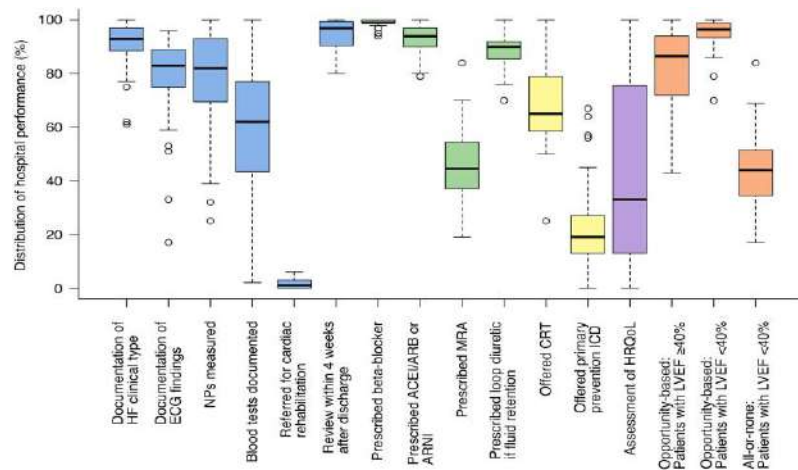 Distribution of hospital performance (%)
100
80
60
40
20
0
Documentation of
HF clinical type
Documentation of
ECG findings
NPs measured
Blood tests documented
Referred for cardiac
rehabilitation
Review within 4 weeks
after discharge
Prescribed beta-blocker
Prescribed ACEI/ARB or
ARNI
Prescribed MRA
Prescribed loop diuretic
if fluid retention
Offered CRT
Offered primary
prevention ICD
Assessment of HRQoL
Opportunity-based:
Patients with LVEF ≥40%
Opportunity-based:
Patients with LVEF <40%
All-or-none:
Patients with LVEF <40%